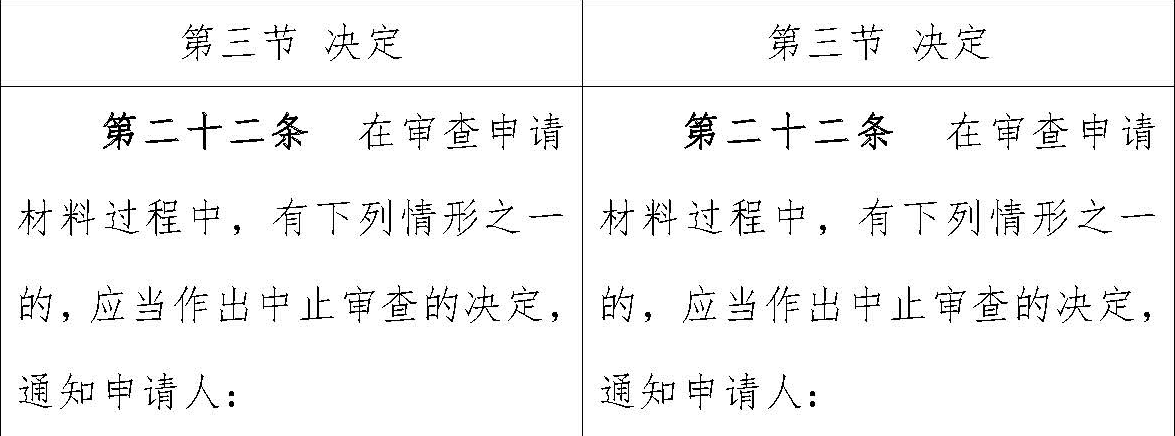 第三节 决定
第三节 决定
第二十二条 在审查申请
材料过程中，有下列情形之一
的，应当作出中止审查的决定，
通知申请人：
第二十二条 在审查申请
材料过程中，有下列情形之一
的，应当作出中止审查的决定，
通知申请人：